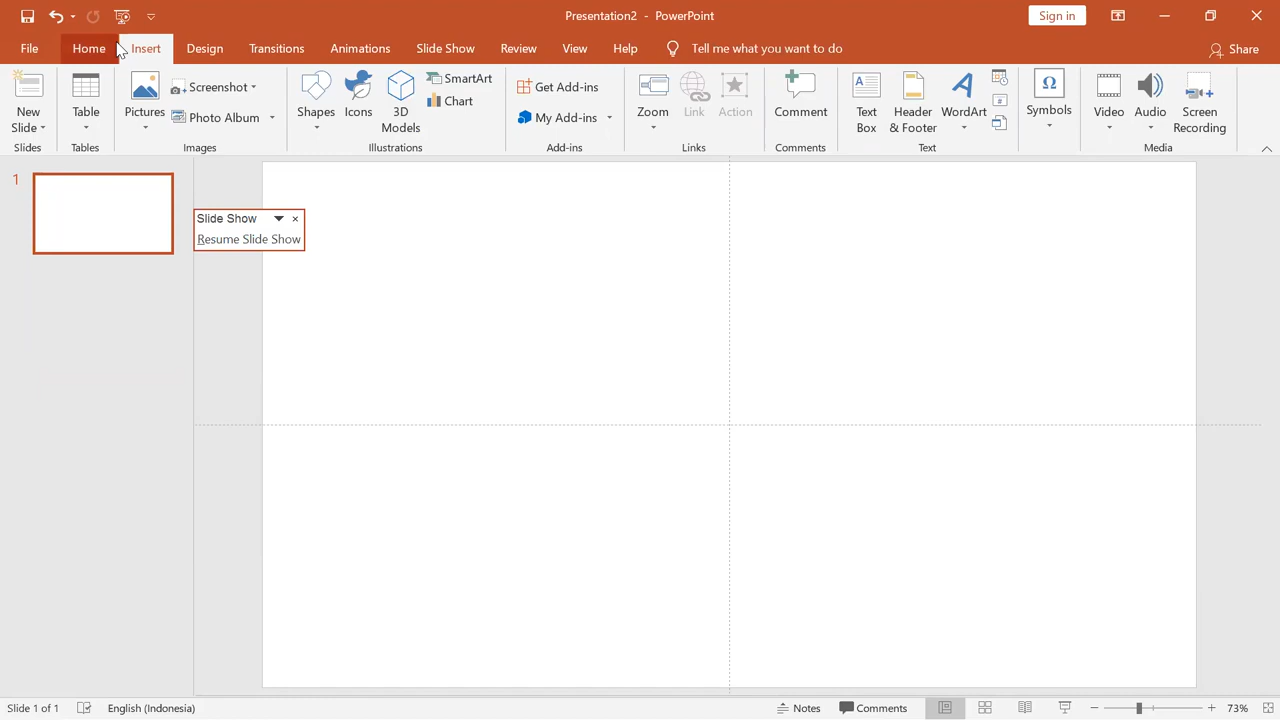 Presentation2 - PowerPoint
Sign in
File Home Insert Design Transitions Animations Slide Show Review View Help Tell me what you want to do Share
New Slide
Slides
Table
Tables
Pictures
Screenshot
Photo Album
Images
Shapes
Icons
3D Models
SmartArt
Chart
Illustrations
Get Add-ins
My Add-ins
Add-ins
Zoom
Link
Action
Links
Comment
Comments
Text Box
Header & Footer
WordArt
Text
Symbols
Video
Audio
Screen Recording
Media
1
Slide Show
Resume Slide Show
Slide 1 of 1 English (Indonesia) Notes Comments 73%